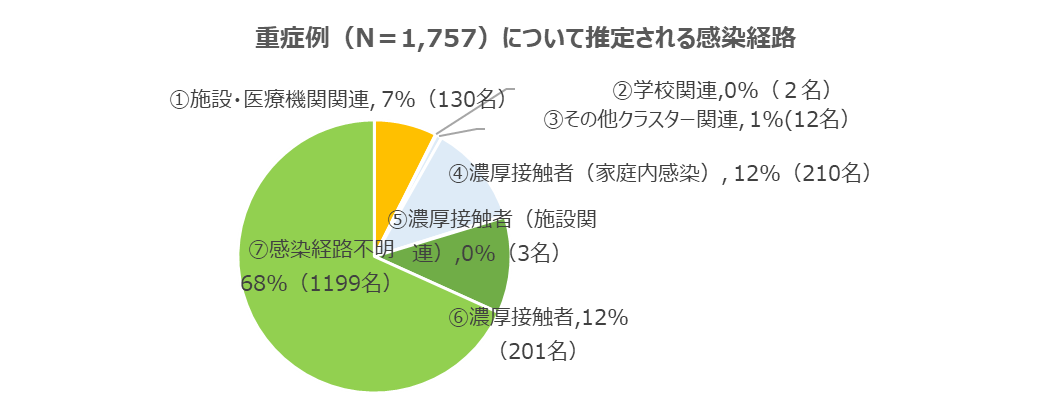 重症例（N＝1,757）について推定される感染経路
①施設・医療機関関連, 7%（130名）
②学校関連,0%（２名）
③その他クラスター関連, 1%(12名）
④濃厚接触者（家庭内感染）, 12%（210名）
⑤濃厚接触者（施設関
連）,0%（3名）
⑥濃厚接触者,12%
（201名）
⑦感染経路不明
68%（1199名）